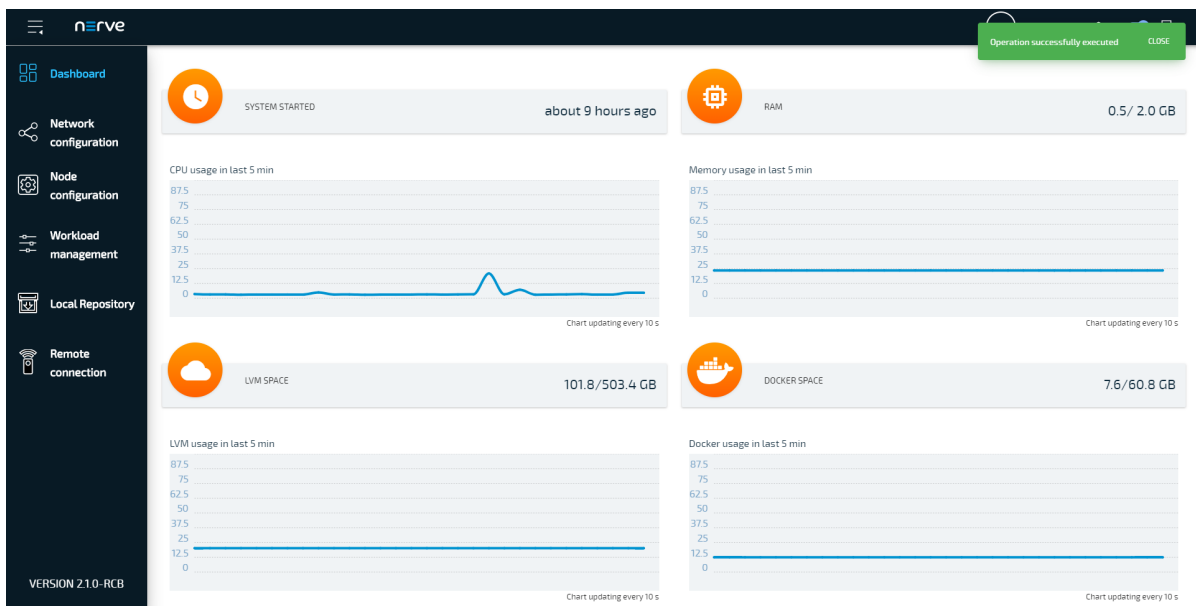 nerve
Operation successfully executed CLOSE
Dashboard
Network
configuration
Node
configuration
Workload
management
Local Repository
Remote
connection
VERSION 2.1.0-RCB
SYSTEM STARTED about 9 hours ago
RAM 0.5/ 2.0 GB
CPU usage in last 5 min
87.5
75
62.5
50
37.5
25
12.5
0
Chart updating every 10 s
Memory usage in last 5 min
87.5
75
62.5
50
37.5
25
12.5
0
Chart updating every 10 s
LVM SPACE 101.8/503.4 GB
DOCKER SPACE 7.6/60.8 GB
LVM usage in last 5 min
87.5
75
62.5
50
37.5
25
12.5
0
Chart updating every 10 s
Docker usage in last 5 min
87.5
75
62.5
50
37.5
25
12.5
0
Chart updating every 10 s